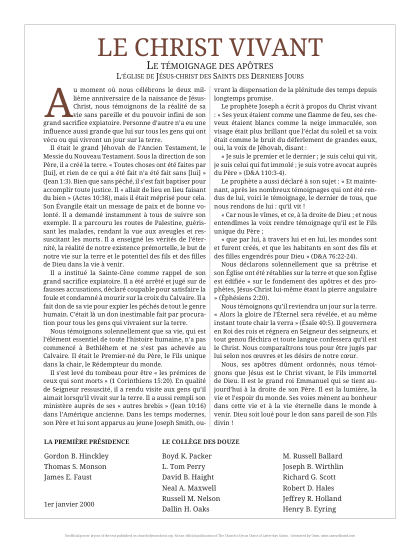 LE CHRIST VIVANT
Le témoignage des apôtres
L'église de Jésus-christ des Saints des Derniers Jours
Au moment où nous célébrons le deux mil-
lième anniversaire de la naissance de Jésus-
Christ, nous témoignons de la réalité de sa
vie sans pareille et du pouvoir infini de son
grand sacrifice expiatoire. Personne d'autre n'a eu une
influence aussi grande que lui sur tous les gens qui ont
vécu ou qui vivront un jour sur la terre.
Il était le grand Jéhovah de l'Ancien Testament, le
Messie du Nouveau Testament. Sous la direction de son
Père, il a créé la terre. « Toutes choses ont été faites par
[lui], et rien de ce qui a été fait n'a été fait sans [lui] »
(Jean 1:3). Bien que sans péché, il s'est fait baptiser pour
accomplir toute justice. Il « allait de lieu en lieu faisant
du bien » (Actes 10:38), mais il était méprisé pour cela.
Son Évangile était un message de paix et de bonne vo-
lonté. Il a demandé instamment à tous de suivre son
exemple. Il a parcouru les routes de Palestine, guéris-
sant les malades, rendant la vue aux aveugles et res-
suscitant les morts. Il a enseigné les vérités de l'éter-
nité, la réalité de notre existence prémortelle, le but de
notre vie sur la terre et le potentiel des fils et des filles
de Dieu dans la vie à venir.
Il a institué la Sainte-Cène comme rappel de son
grand sacrifice expiatoire. Il a été arrêté et jugé sur de
fausses accusations, déclaré coupable pour satisfaire la
foule et condamné à mourir sur la croix du Calvaire. Il a
fait don de sa vie pour expier les péchés de tout le genre
humain. C'était là un don inestimable fait par procura-
tion pour tous les gens qui vivraient sur la terre.
Nous témoignons solennellement que sa vie, qui est
l'élément essentiel de toute l'histoire humaine, n'a pas
commencé à Bethléhem et ne s'est pas achevée au
Calvaire. Il était le Premier-né du Père, le Fils unique
dans la chair, le Rédempteur du monde.
Il s'est levé du tombeau pour être « les prémices de
ceux qui sont morts » (1 Corinthiens 15:20). En qualité
de Seigneur ressuscité, il a rendu visite aux gens qu'il
aimait lorsqu'il vivait sur la terre. Il a aussi rempli son
ministère auprès de ses « autres brebis » (Jean 10:16)
dans l'Amérique ancienne. Dans les temps modernes,
son Père et lui sont apparus au jeune Joseph Smith, ou-
vrant la dispensation de la plénitude des temps depuis
longtemps promise.
Le prophète Joseph a écrit à propos du Christ vivant
: « Ses yeux étaient comme une flamme de feu, ses che-
veux étaient blancs comme la neige immaculée, son
visage était plus brillant que l'éclat du soleil et sa voix
était comme le bruit du déferlement de grandes eaux,
oui, la voix de Jéhovah, disant :
« Je suis le premier et le dernier ; je suis celui qui vit,
je suis celui qui fut immolé ; je suis votre avocat auprès
du Père » (D&A 110:3-4).
Le prophète a aussi déclaré à son sujet : « Et mainte-
nant, après les nombreux témoignages qui ont été ren-
dus de lui, voici le témoignage, le dernier de tous, que
nous rendons de lui : qu'il vit !
« Car nous le vîmes, et ce, à la droite de Dieu ; et nous
entendîmes la voix rendre témoignage qu'il est le Fils
unique du Père ;
« que par lui, à travers lui et en lui, les mondes sont
et furent créés, et que les habitants en sont des fils et
des filles engendrés pour Dieu » (D&A 76:22-24).
Nous déclarons solennellement que sa prêtrise et
son Église ont été rétablies sur la terre et que son Église
est édifiée « sur le fondement des apôtres et des pro-
phètes, Jésus-Christ lui-même étant la pierre angulaire
» (Éphésiens 2:20).
Nous témoignons qu'il reviendra un jour sur la terre.
« Alors la gloire de l'Éternel sera révélée, et au même
instant toute chair la verra » (Ésaïe 40:5). Il gouvernera
en Roi des rois et régnera en Seigneur des seigneurs, et
tout genou fléchira et toute langue confessera qu'il est
le Christ. Nous comparaîtrons tous pour être jugés par
lui selon nos œuvres et les désirs de notre cœur.
Nous, ses apôtres dûment ordonnés, nous témoi-
gnons que Jésus est le Christ vivant, le Fils immortel
de Dieu. Il est le grand roi Emmanuel qui se tient au-
jourd'hui à la droite de son Père. Il est la lumière, la
vie et l'espoir du monde. Ses voies mènent au bonheur
dans cette vie et à la vie éternelle dans le monde à
venir. Dieu soit loué pour le don sans pareil de son Fils
divin !
LA PREMIÈRE PRÉSIDENCE
Gordon B. Hinckley
Thomas S. Monson
James E. Faust
1er janvier 2000
LE COLLÈGE DES DOUZE
Boyd K. Packer
L. Tom Perry
David B. Haight
Neal A. Maxwell
Russell M. Nelson
Dallin H. Oaks
M. Russell Ballard
Joseph B. Wirthlin
Richard G. Scott
Robert D. Hales
Jeffrey R. Holland
Henry B. Eyring